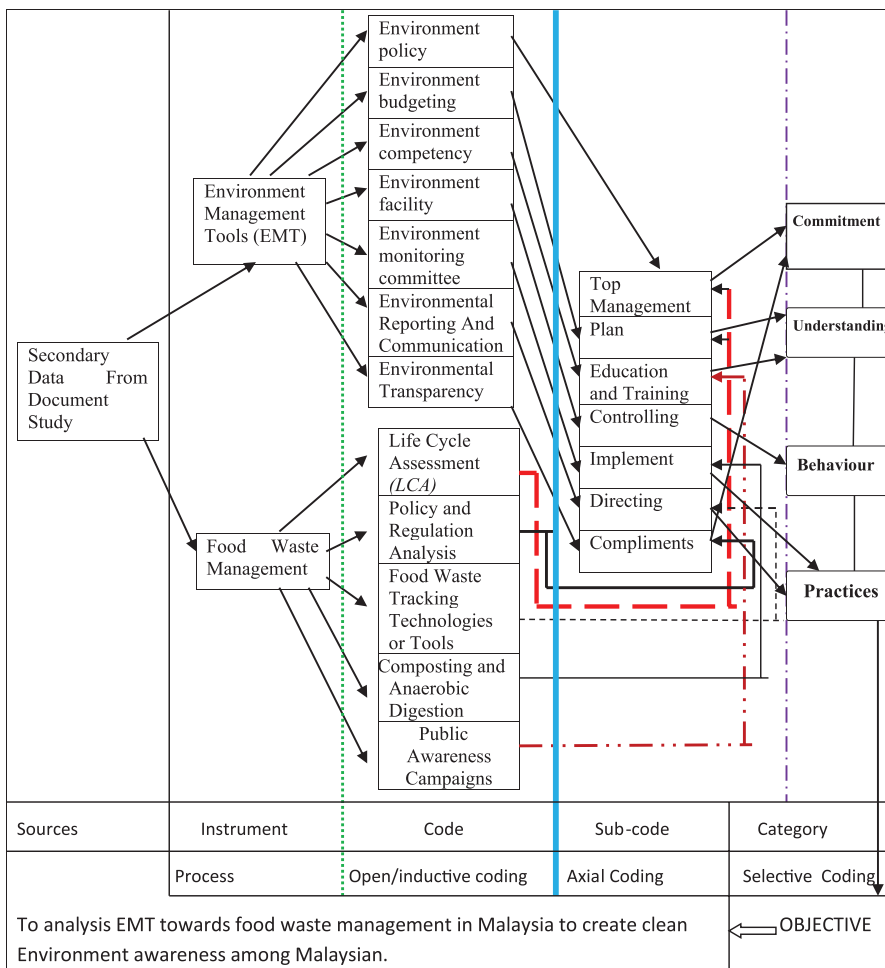 Environment
policy
Environment
budgeting
Environment
competency
Environment
facility
Environment
monitoring
committee
Environmental
Reporting And
Communication
Environmental
Transparency
Environment
Management
Tools (EMT)
Secondary
Data From
Document
Study
Food Waste
Management
Life Cycle
Assessment
(LCA)
Policy and
Regulation
Analysis
Food Waste
Tracking
Technologies
or Tools
Composting and
Anaerobic
Digestion
Public
Awareness
Campaigns
Top
Management
Plan
Education
and Training
Controlling
Implement
Directing
Compliments
Commitment
Understanding
Behaviour
Practices
Sources Instrument Code Sub-code Category
Process Open/inductive coding Axial Coding Selective Coding
To analysis EMT towards food waste management in Malaysia to create clean
Environment awareness among Malaysian.
OBJECTIVE